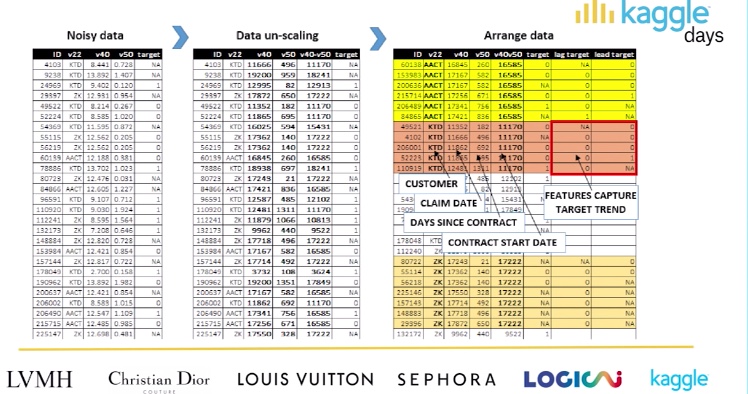 kaggle
days
Noisy data
Data un-scaling
Arrange data
ID v22 v40 v50 target
4103 KTD 8.441 0.728 NA
9238 KTD 13.892 1.407 NA
24969 KTD 9.402 0.120 1
29397 ZK 12.931 0.954 NA
49522 KTD 8.214 0.267 0
52224 KTD 8.585 1.020 0
54369 KTD 11.595 0.872 NA
55115 ZK 12.562 0.205 0
56219 ZK 12.562 0.205 0
60139 AACT 12.188 0.381 0
78886 KTD 13.702 1.023 1
80723 ZK 12.476 0.031 NA
84866 AACT 12.605 1.227 NA
96591 KTD 9.107 0.712 1
110920 KTD 9.030 1.924 1
112241 ZK 8.595 1.564 1
132173 ZK 7.208 0.646 1
148884 ZK 12.820 0.728 NA
153984 AACT 12.421 0.854 0
157144 ZK 12.817 0.722 NA
178049 KTD 2.700 0.158 1
190962 KTD 13.892 1.982 0
200637 AACT 12.421 0.854 NA
206002 KTD 8.583 1.015 0
206490 AACT 12.547 1.109 1
215715 AACT 12.485 0.985 0
225147 ZK 12.698 0.481 NA
ID v22 v40 v50 v40-v50 target
4103 KTD 11666 496 11170 NA
9238 KTD 19200 959 18241 NA
24969 KTD 12995 82 12913 1
29397 ZK 17872 650 17222 NA
49522 KTD 11352 182 11170 0
52224 KTD 11865 695 11170 0
54369 KTD 16025 594 15431 NA
55115 ZK 17362 140 17222 0
56219 ZK 17362 140 17222 0
60139 AACT 16845 260 16585 0
78886 KTD 18938 697 18241 1
80723 ZK 17249 21 17222 NA
84866 AACT 17421 836 16585 NA
96591 KTD 12587 485 12102 1
110920 KTD 12481 1311 11170 NA
112241 ZK 11879 1066 10813 1
132173 ZK 9962 440 9522 1
148884 ZK 17718 496 17222 NA
153984 AACT 17167 582 16585 0
157144 ZK 17714 492 17222 NA
178049 KTD 3732 108 3624 0
190962 KTD 19200 1351 17849 0
200637 AACT 17167 582 16585 NA
206002 KTD 11862 692 11170 0
206490 AACT 17341 756 16585 1
215715 AACT 17256 671 16585 0
225147 ZK 17550 328 17222 NA
ID v22 v40 v50 v40v50 target lag target lead target
60138 AACT 16845 260 16585 0 NA 0
153983 AACT 17167 582 16585 0 0 0
200636 AACT 17167 582 16585 NA 0 0
215714 AACT 17256 671 16585 0 0 1
206489 AACT 17341 756 16585 1 0 NA
84865 AACT 17421 836 16585 NA 1 NA
49521 KTD 11352 182 11170 0 NA 0
4102 KTD 11666 496 11170 NA 0 0
206001 KTD 11862 692 11170 0 0 0
52223 KTD 11865 695 11170 0 0 1
110919 KTD 12481 1311 11170 NA 0 NA
CUSTOMER
CLAIM DATE
DAYS SINCE CONTRACT
CONTRACT START DATE
FEATURES CAPTURE
TARGET TREND
178048 KTD
112240 ZK
80722 ZK 17243 21 17222 NA NA 0
55114 ZK 17362 140 17222 0 NA 0
56218 ZK 17362 140 17222 0 0 NA
225146 ZK 17550 328 17222 NA 0 NA
157143 ZK 17714 492 17222 NA 0 NA
148883 ZK 17718 496 17222 NA 0 NA
29396 ZK 17872 650 17222 NA 0 NA
132172 ZK 9962 440 9522 1
LVMH
Christian Dior
COUTURE
LOUIS VUITTON
SEPHORA
LOGICAI
kaggle